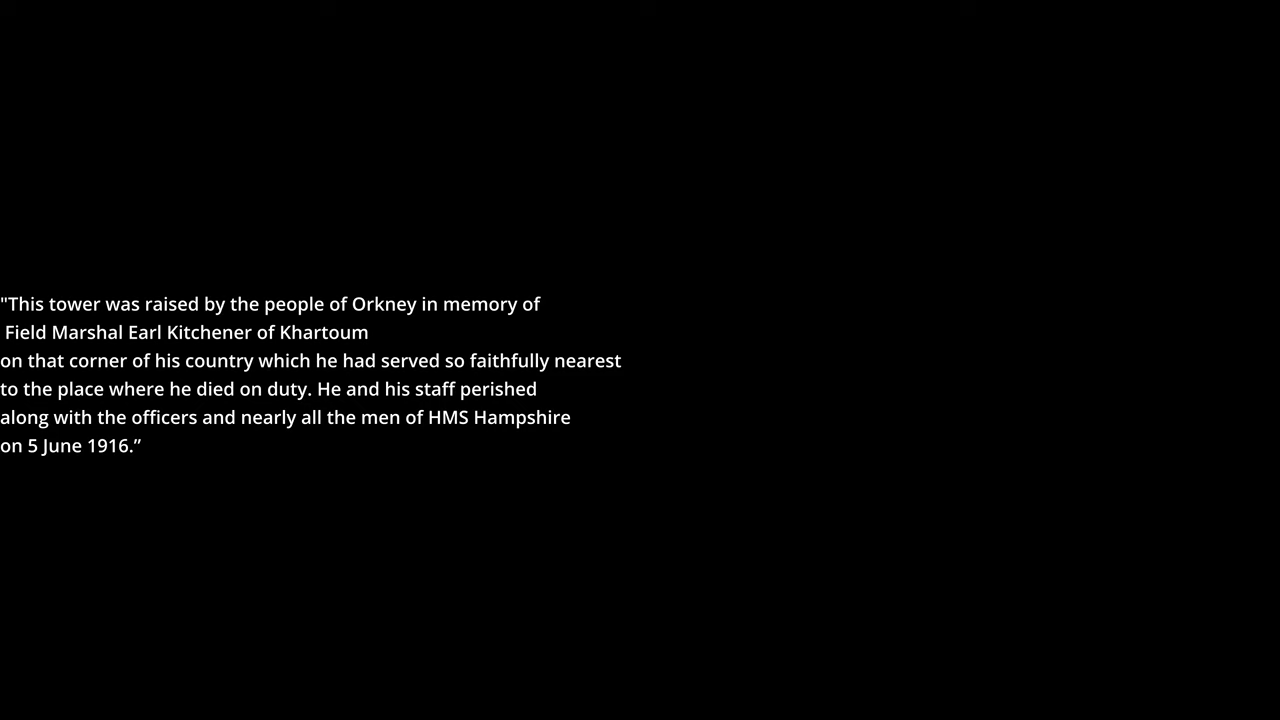 "This tower was raised by the people of Orkney in memory of
Field Marshal Earl Kitchener of Khartoum
on that corner of his country which he had served so faithfully nearest
to the place where he died on duty. He and his staff perished
along with the officers and nearly all the men of HMS Hampshire
on 5 June 1916.”